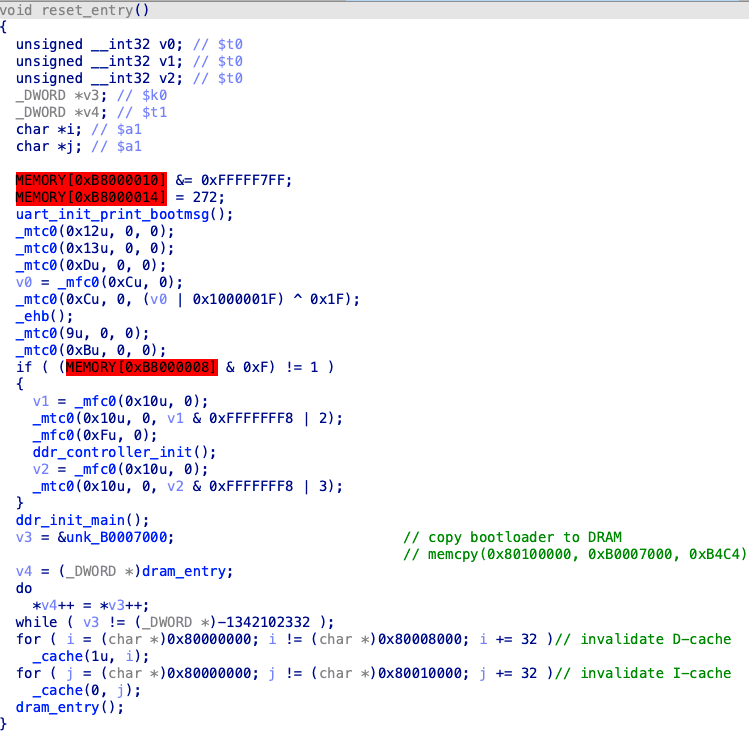 void reset_entry()
{
  unsigned __int32 v0; // $t0
  unsigned __int32 v1; // $t0
  unsigned __int32 v2; // $t0
  _DWORD *v3; // $k0
  _DWORD *v4; // $t1
  char *i; // $a1
  char *j; // $a1

  MEMORY[0xB8000010] &= 0xFFFFF7FF;
  MEMORY[0xB8000014] = 272;
  uart_init_print_bootmsg();
  _mtc0(0x12u, 0, 0);
  _mtc0(0x13u, 0, 0);
  _mtc0(0xDu, 0, 0);
  v0 = _mfc0(0xCu, 0);
  _mtc0(0xCu, 0, (v0 | 0x1000001F) ^ 0x1F);
  _ehb();
  _mtc0(9u, 0, 0);
  _mtc0(0xBu, 0, 0);
  if ( (MEMORY[0xB8000008] & 0xF) != 1 )
  {
    v1 = _mfc0(0x10u, 0);
    _mtc0(0x10u, 0, v1 & 0xFFFFFFF8 | 2);
    _mfc0(0xFu, 0);
    ddr_controller_init();
    v2 = _mfc0(0x10u, 0);
    _mtc0(0x10u, 0, v2 & 0xFFFFFFF8 | 3);
  }
  ddr_init_main();
  v3 = &unk_B0007000;                           // copy bootloader to DRAM
                                                // memcpy(0x80100000, 0xB0007000, 0xB4C4)
  v4 = (_DWORD *)dram_entry;
  do
    *v4++ = *v3++;
  while ( v3 != (_DWORD *)-1342102332 );
  for ( i = (char *)0x80000000; i != (char *)0x80008000; i += 32 )// invalidate D-cache
    _cache(1u, i);
  for ( j = (char *)0x80000000; j != (char *)0x80010000; j += 32 )// invalidate I-cache
    _cache(0, j);
  dram_entry();
}